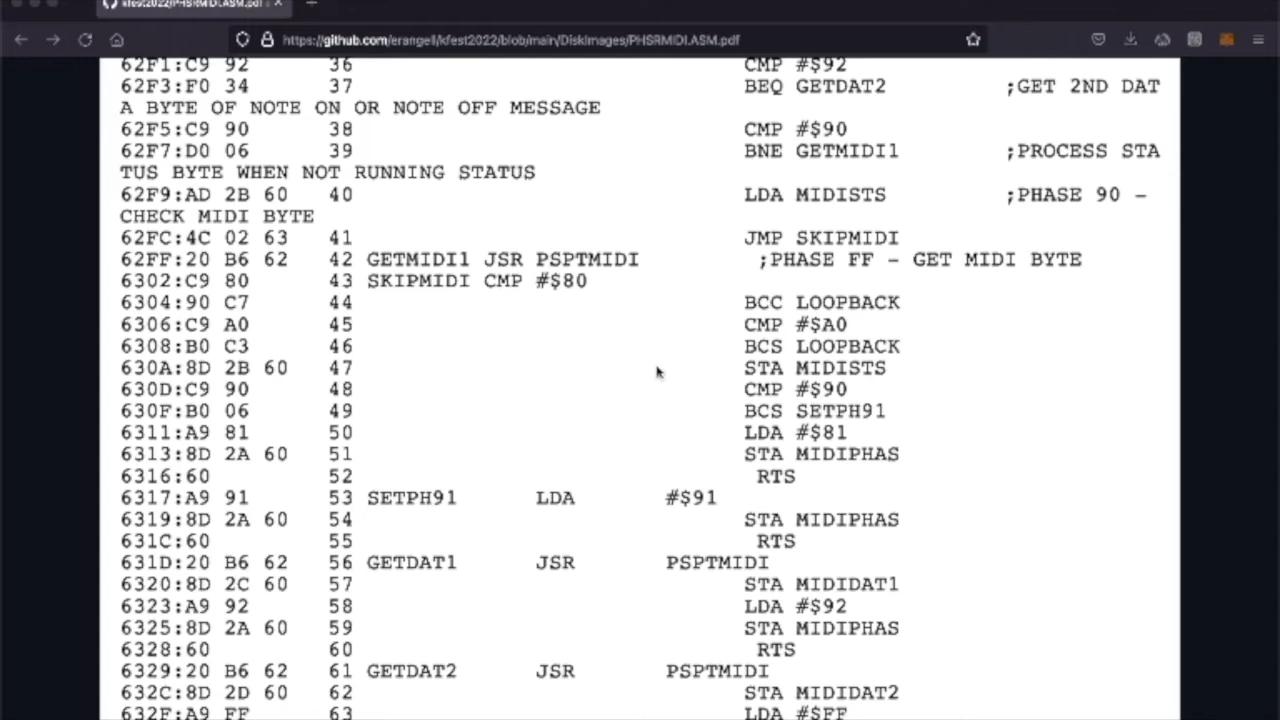 kfest2022/PHSRMIDI.ASM.pdf
https://github.com/erangell/kfest2022/blob/main/DiskImages/PHSRMIDI.ASM.pdf
62F1:C9 92 36 CMP #$92
62F3:F0 34 37 BEQ GETDAT2 ;GET 2ND DAT
A BYTE OF NOTE ON OR NOTE OFF MESSAGE
62F5:C9 90 38 CMP #$90
62F7:D0 06 39 BNE GETMIDI1 ;PROCESS STA
TUS BYTE WHEN NOT RUNNING STATUS
62F9:AD 2B 60 40 LDA MIDISTS ;PHASE 90 -
CHECK MIDI BYTE
62FC:4C 02 63 41 JMP SKIPMIDI
62FF:20 B6 62 42 GETMIDI1 JSR PSPTMIDI ;PHASE FF - GET MIDI BYTE
6302:C9 80 43 SKIPMIDI CMP #$80
6304:90 C7 44 BCC LOOPBACK
6306:C9 A0 45 CMP #$A0
6308:B0 C3 46 BCS LOOPBACK
630A:8D 2B 60 47 STA MIDISTS
630D:C9 90 48 CMP #$90
630F:B0 06 49 BCS SETPH91
6311:A9 81 50 LDA #$81
6313:8D 2A 60 51 STA MIDIPHAS
6316:60 52 RTS
6317:A9 91 53 SETPH91 LDA #$91
6319:8D 2A 60 54 STA MIDIPHAS
631C:60 55 RTS
631D:20 B6 62 56 GETDAT1 JSR PSPTMIDI
6320:8D 2C 60 57 STA MIDIDAT1
6323:A9 92 58 LDA #$92
6325:8D 2A 60 59 STA MIDIPHAS
6328:60 60 RTS
6329:20 B6 62 61 GETDAT2 JSR PSPTMIDI
632C:8D 2D 60 62 STA MIDIDAT2
632F:A9 FF 63 LDA #$FF